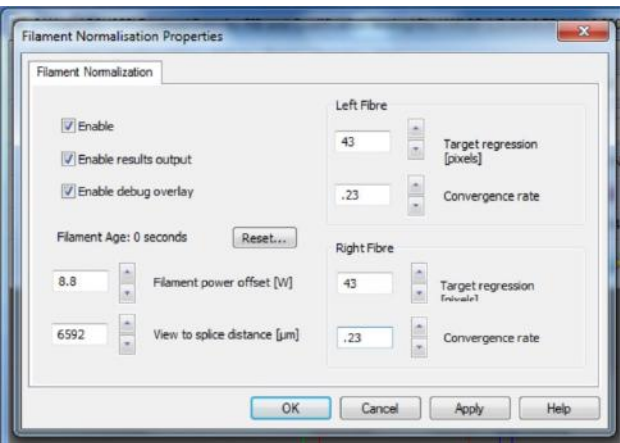 Filament Normalisation Properties
Filament Normalization
Enable
Enable results output
Enable debug overlay
Filament Age: 0 seconds
Reset...
8.8
Filament power offset [W]
6592
View to splice distance [µm]
Left Fibre
43
Target regression
[pixels]
.23
Convergence rate
Right Fibre
43
Target regression
[pixels]
.23
Convergence rate
OK
Cancel
Apply
Help